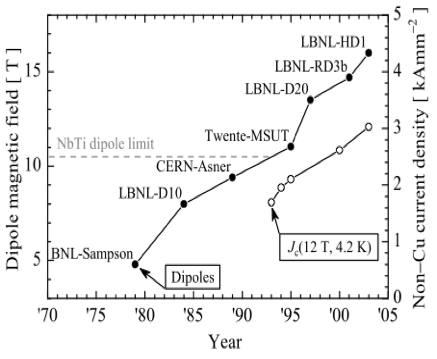 Dipole magnetic field [ T ]
15
10
5
5
4
3
2
1
0
Non-Cu current density [ kAmm⁻²]
LBNL-HD1
LBNL-RD3b
LBNL-D20
Twente-MSUT
NbTi dipole limit
CERN-Asner
LBNL-D10
BNL-Sampson
Dipoles
Jc(12 T, 4.2 K)
'70 '75 '80 '85 '90 '95 '00 '05
Year